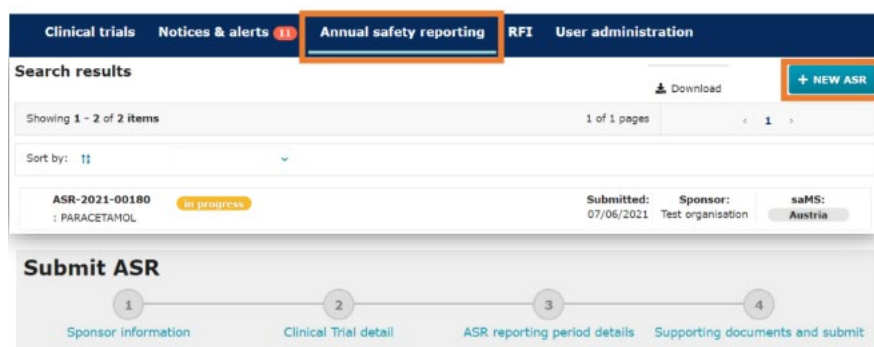 Clinical trials Notices & alerts 11 Annual safety reporting RFI User administration
Search results
Download
+ NEW ASR
Showing 1 - 2 of 2 items 1 of 1 pages ‹ 1 ›
Sort by:
ASR-2021-00180 in progress Submitted: Sponsor: saMS:
: PARACETAMOL 07/06/2021 Test organisation Austria
Submit ASR
1 2 3 4
Sponsor information Clinical Trial detail ASR reporting period details Supporting documents and submit